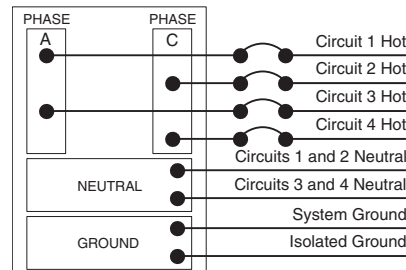 PHASE PHASE
A C
Circuit 1 Hot
Circuit 2 Hot
Circuit 3 Hot
Circuit 4 Hot
Circuits 1 and 2 Neutral
NEUTRAL
Circuits 3 and 4 Neutral
System Ground
GROUND
Isolated Ground